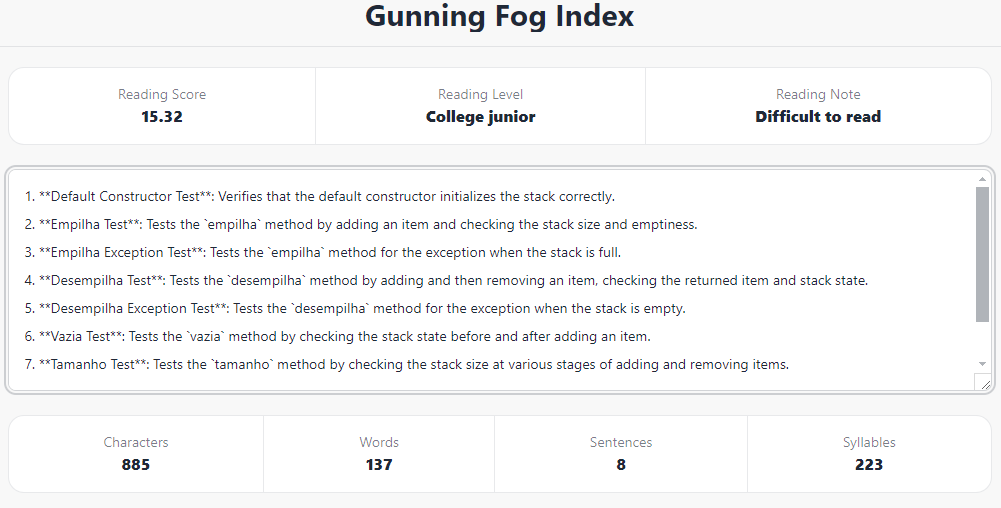 Gunning Fog Index
Reading Score
15.32
Reading Level
College junior
Reading Note
Difficult to read
1. **Default Constructor Test**: Verifies that the default constructor initializes the stack correctly.
2. **Empilha Test**: Tests the `empilha` method by adding an item and checking the stack size and emptiness.
3. **Empilha Exception Test**: Tests the `empilha` method for the exception when the stack is full.
4. **Desempilha Test**: Tests the `desempilha` method by adding and then removing an item, checking the returned item and stack state.
5. **Desempilha Exception Test**: Tests the `desempilha` method for the exception when the stack is empty.
6. **Vazia Test**: Tests the `vazia` method by checking the stack state before and after adding an item.
7. **Tamanho Test**: Tests the `tamanho` method by checking the stack size at various stages of adding and removing items.
Characters
885
Words
137
Sentences
8
Syllables
223